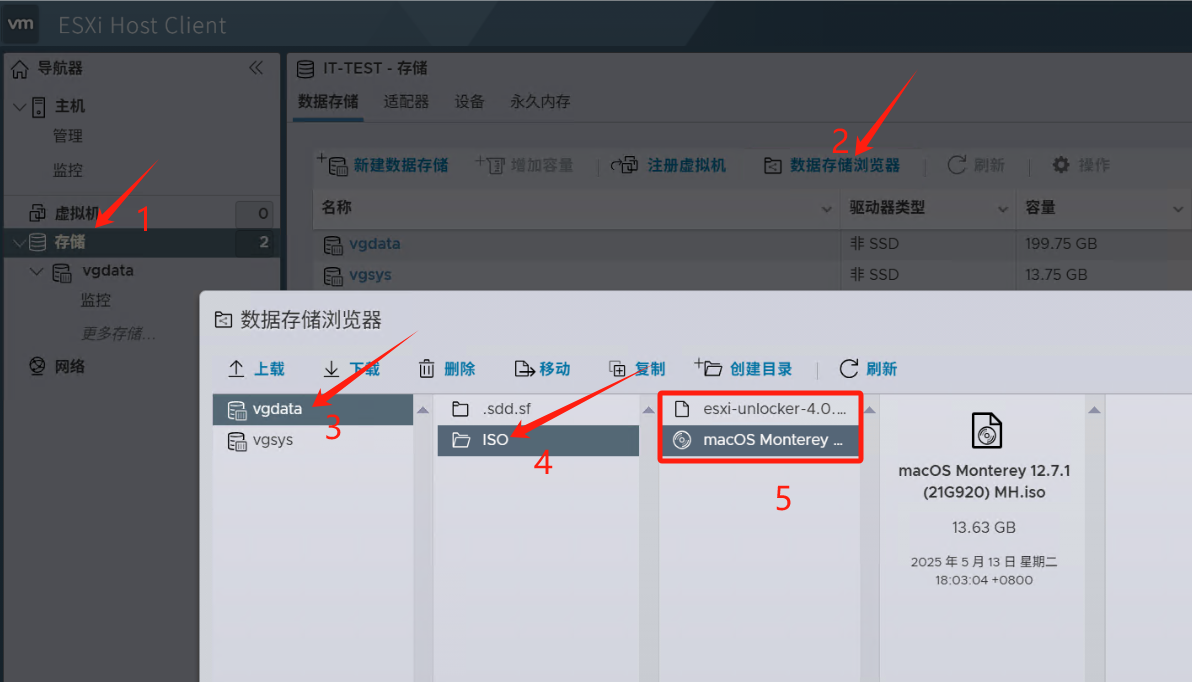 vm ESXi Host Client
导航器
主机
管理
监控
虚拟机 0
存储 2
vgdata
监控
更多存储...
网络
1
IT-TEST - 存储
数据存储 适配器 设备 永久内存
2
新建数据存储 增加容量 注册虚拟机 数据存储浏览器 刷新 操作
名称 驱动器类型 容量
vgdata 非 SSD 199.75 GB
vgsys 非 SSD 13.75 GB
数据存储浏览器
上载 下载 删除 移动 复制 创建目录 刷新
vgdata
vgsys
3
.sdd.sf
ISO
4
esxi-unlocker-4.0....
macOS Monterey ...
5
macOS Monterey 12.7.1
(21G920) MH.iso
13.63 GB
2025 年 5 月 13 日 星期二
18:03:04 +0800